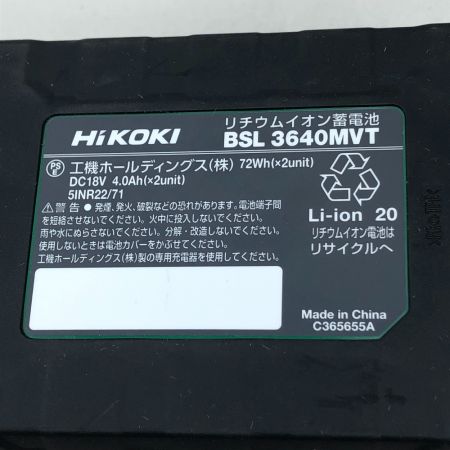 リチウムイオン蓄電池
HiKOKI
BSL 3640MVT
PS
E
工機ホールディングス(株) 72Wh(×2unit)
DC18V 4.0Ah(×2unit)
5INR22/71
⚠警告 ●発煙、発火、破裂などの恐れがあります。電池端子間
を短絡させないでください。火中に投入しないでください。
雨や水にぬらさないでください。分解・改造しないでください。
使用しないときは電池カバーをかぶせてください。
工機ホールディングス(株)製の専用充電器を使用してください。
Li-ion 20
リチウムイオン電池は
リサイクルへ
Made in China
C365655A